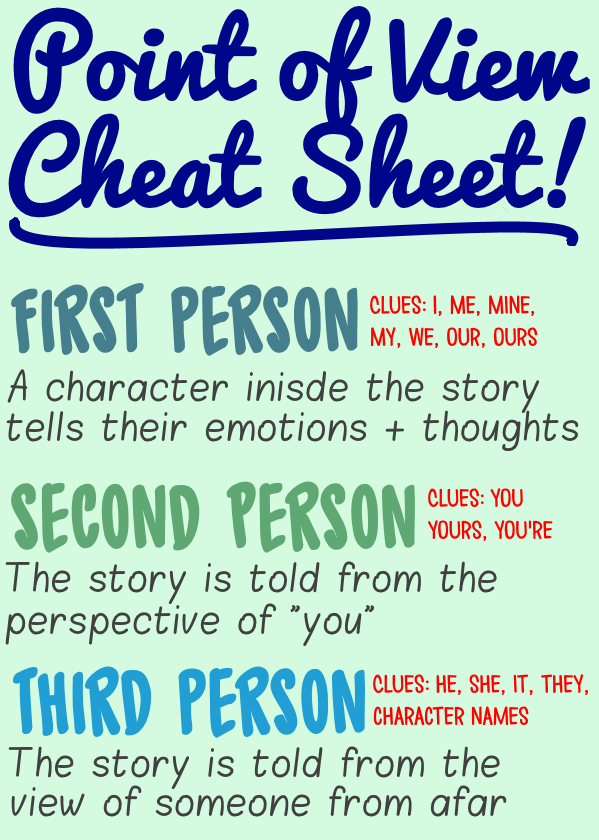 Point of View
Cheat Sheet!
FIRST PERSON
CLUES: I, ME, MINE,
MY, WE, OUR, OURS
A character inisde the story
tells their emotions + thoughts
SECOND PERSON
CLUES: YOU
YOURS, YOU'RE
The story is told from the
perspective of "you"
THIRD PERSON
CLUES: HE, SHE, IT, THEY,
CHARACTER NAMES
The story is told from the
view of someone from afar